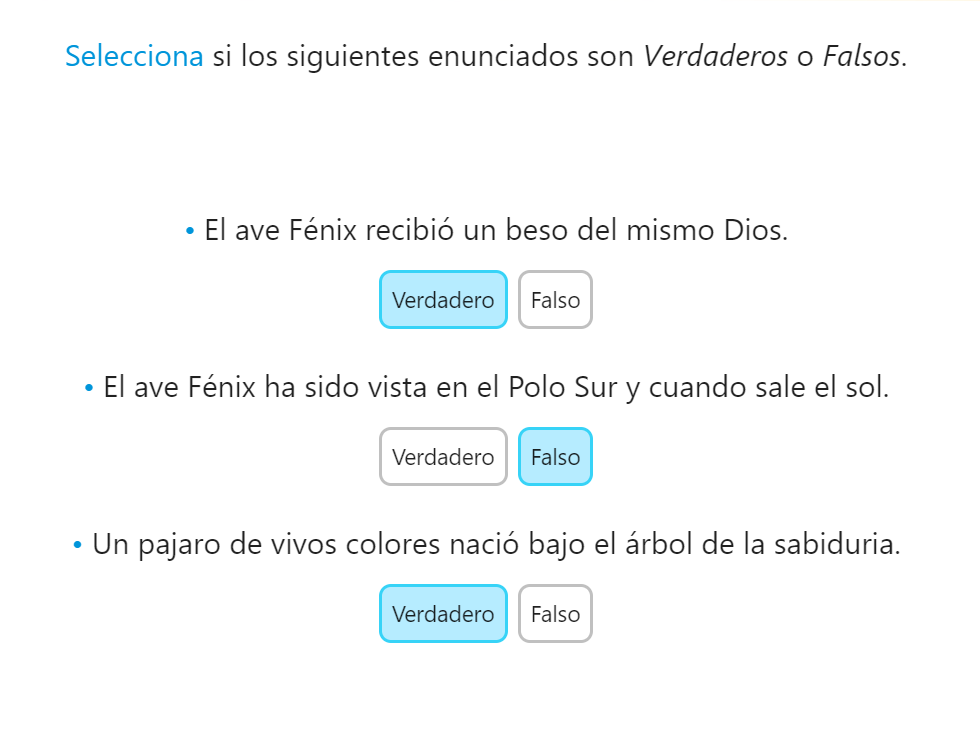 Selecciona si los siguientes enunciados son Verdaderos o Falsos.
• El ave Fénix recibió un beso del mismo Dios.
Verdadero Falso
• El ave Fénix ha sido vista en el Polo Sur y cuando sale el sol.
Verdadero Falso
• Un pajaro de vivos colores nació bajo el árbol de la sabiduria.
Verdadero Falso